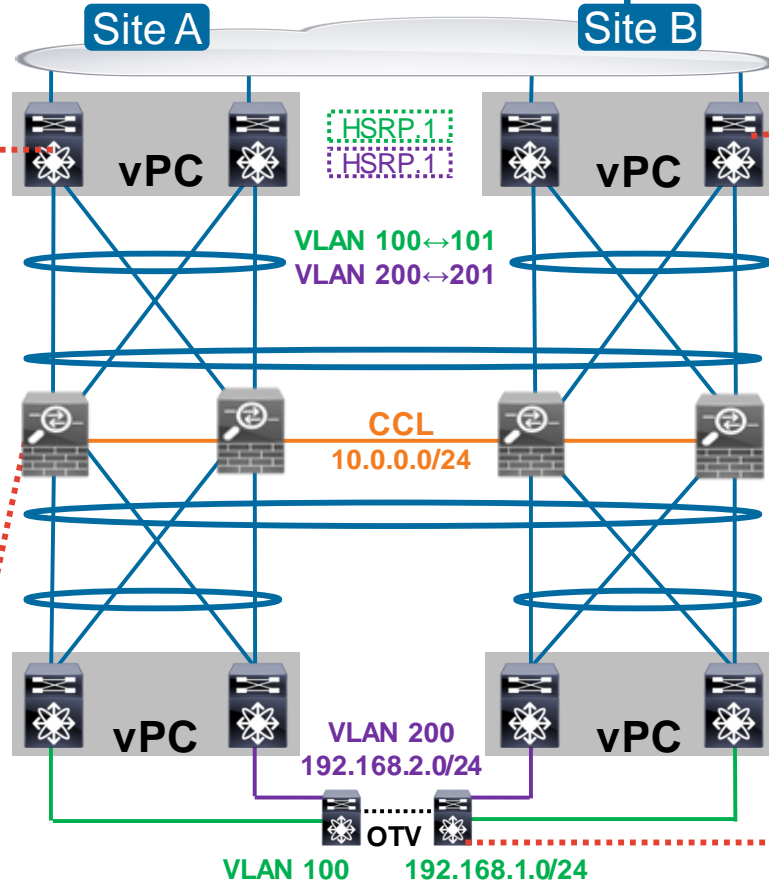 Site A
Site B
HSRP.1
HSRP.1
vPC
vPC
VLAN 100↔101
VLAN 200↔201
CCL
10.0.0.0/24
vPC
vPC
VLAN 200
192.168.2.0/24
OTV
VLAN 100
192.168.1.0/24